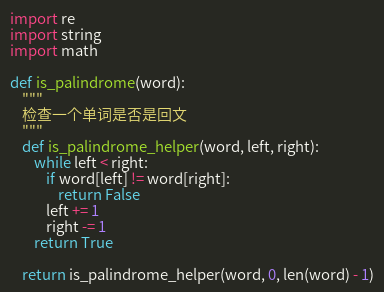 import re
import string
import math

def is_palindrome(word):
    """
    检查一个单词是否是回文
    """
    def is_palindrome_helper(word, left, right):
        while left < right:
            if word[left] != word[right]:
                return False
            left += 1
            right -= 1
        return True

    return is_palindrome_helper(word, 0, len(word) - 1)